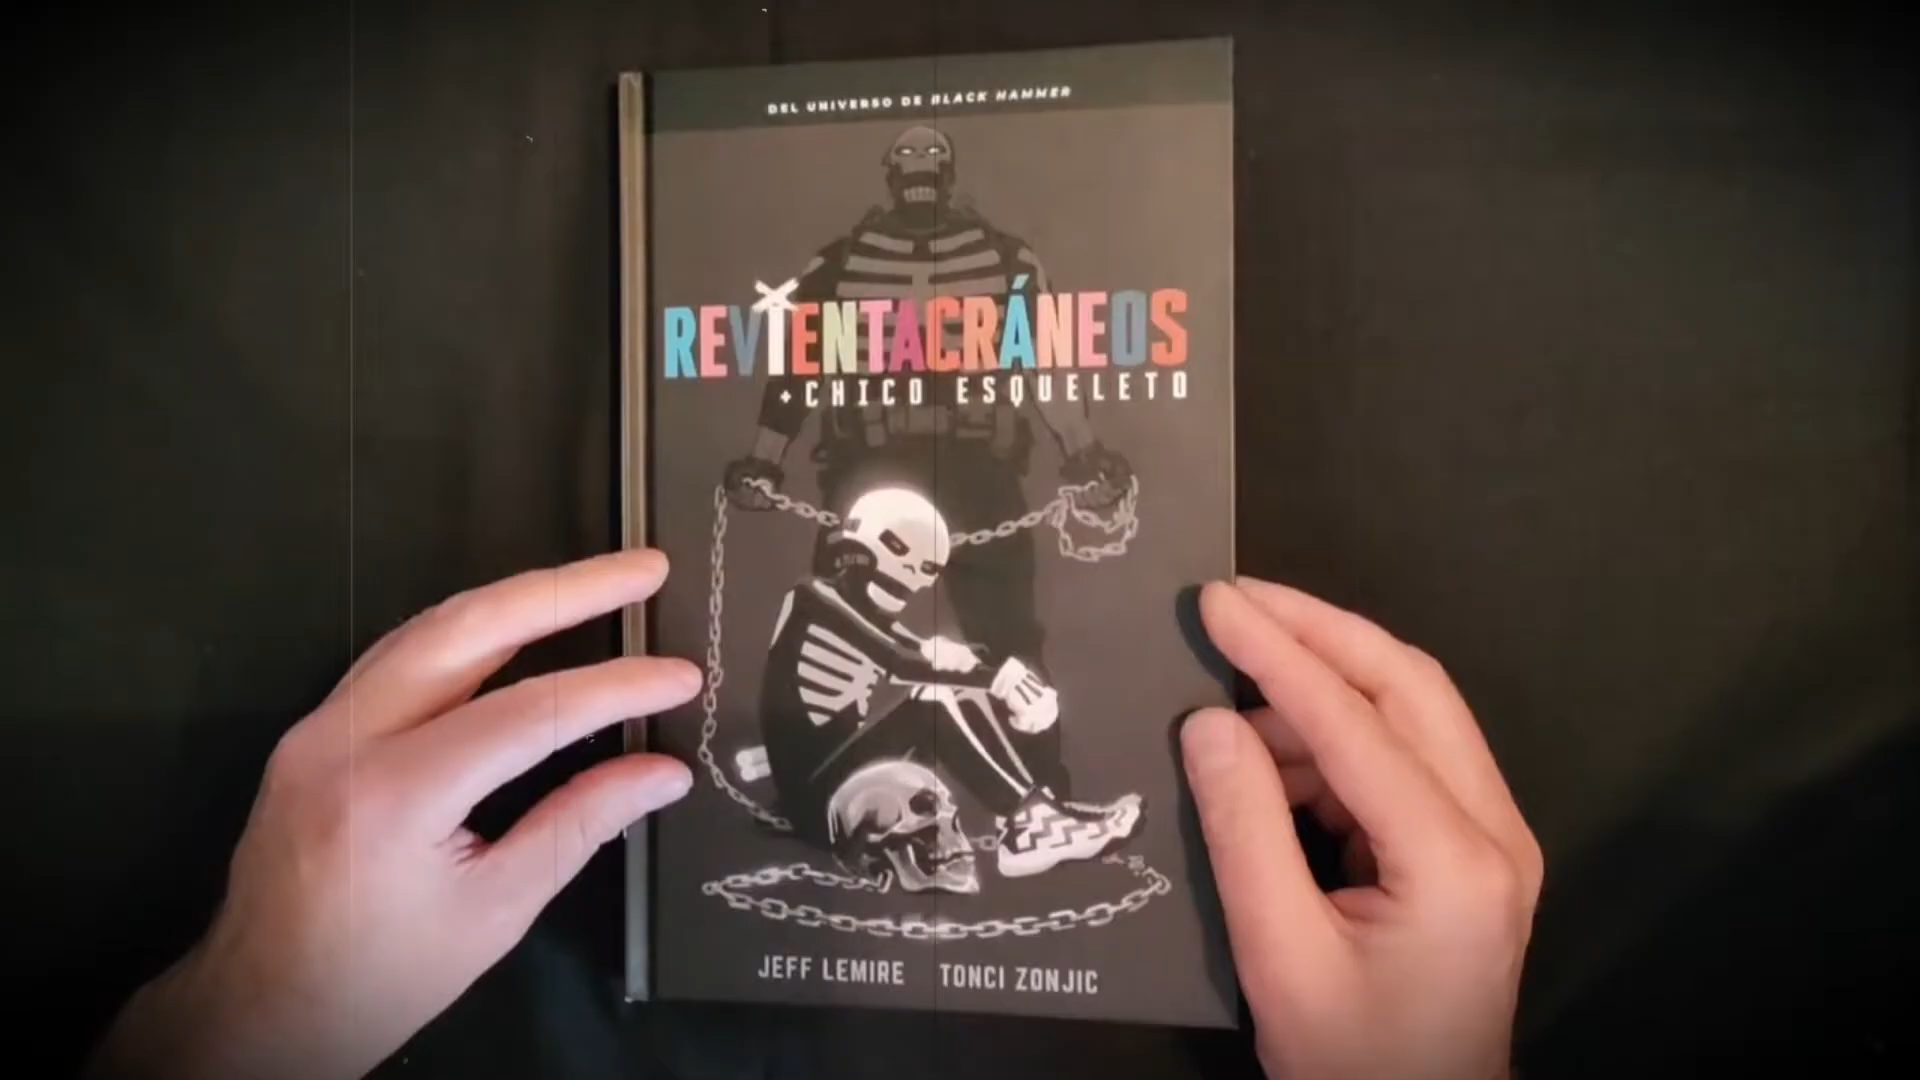 DEL UNIVERSO DE BLACK HAMMER
REVIENTACRÁNEOS
+ CHICO ESQUELETO
JEFF LEMIRE TONCI ZONJIC